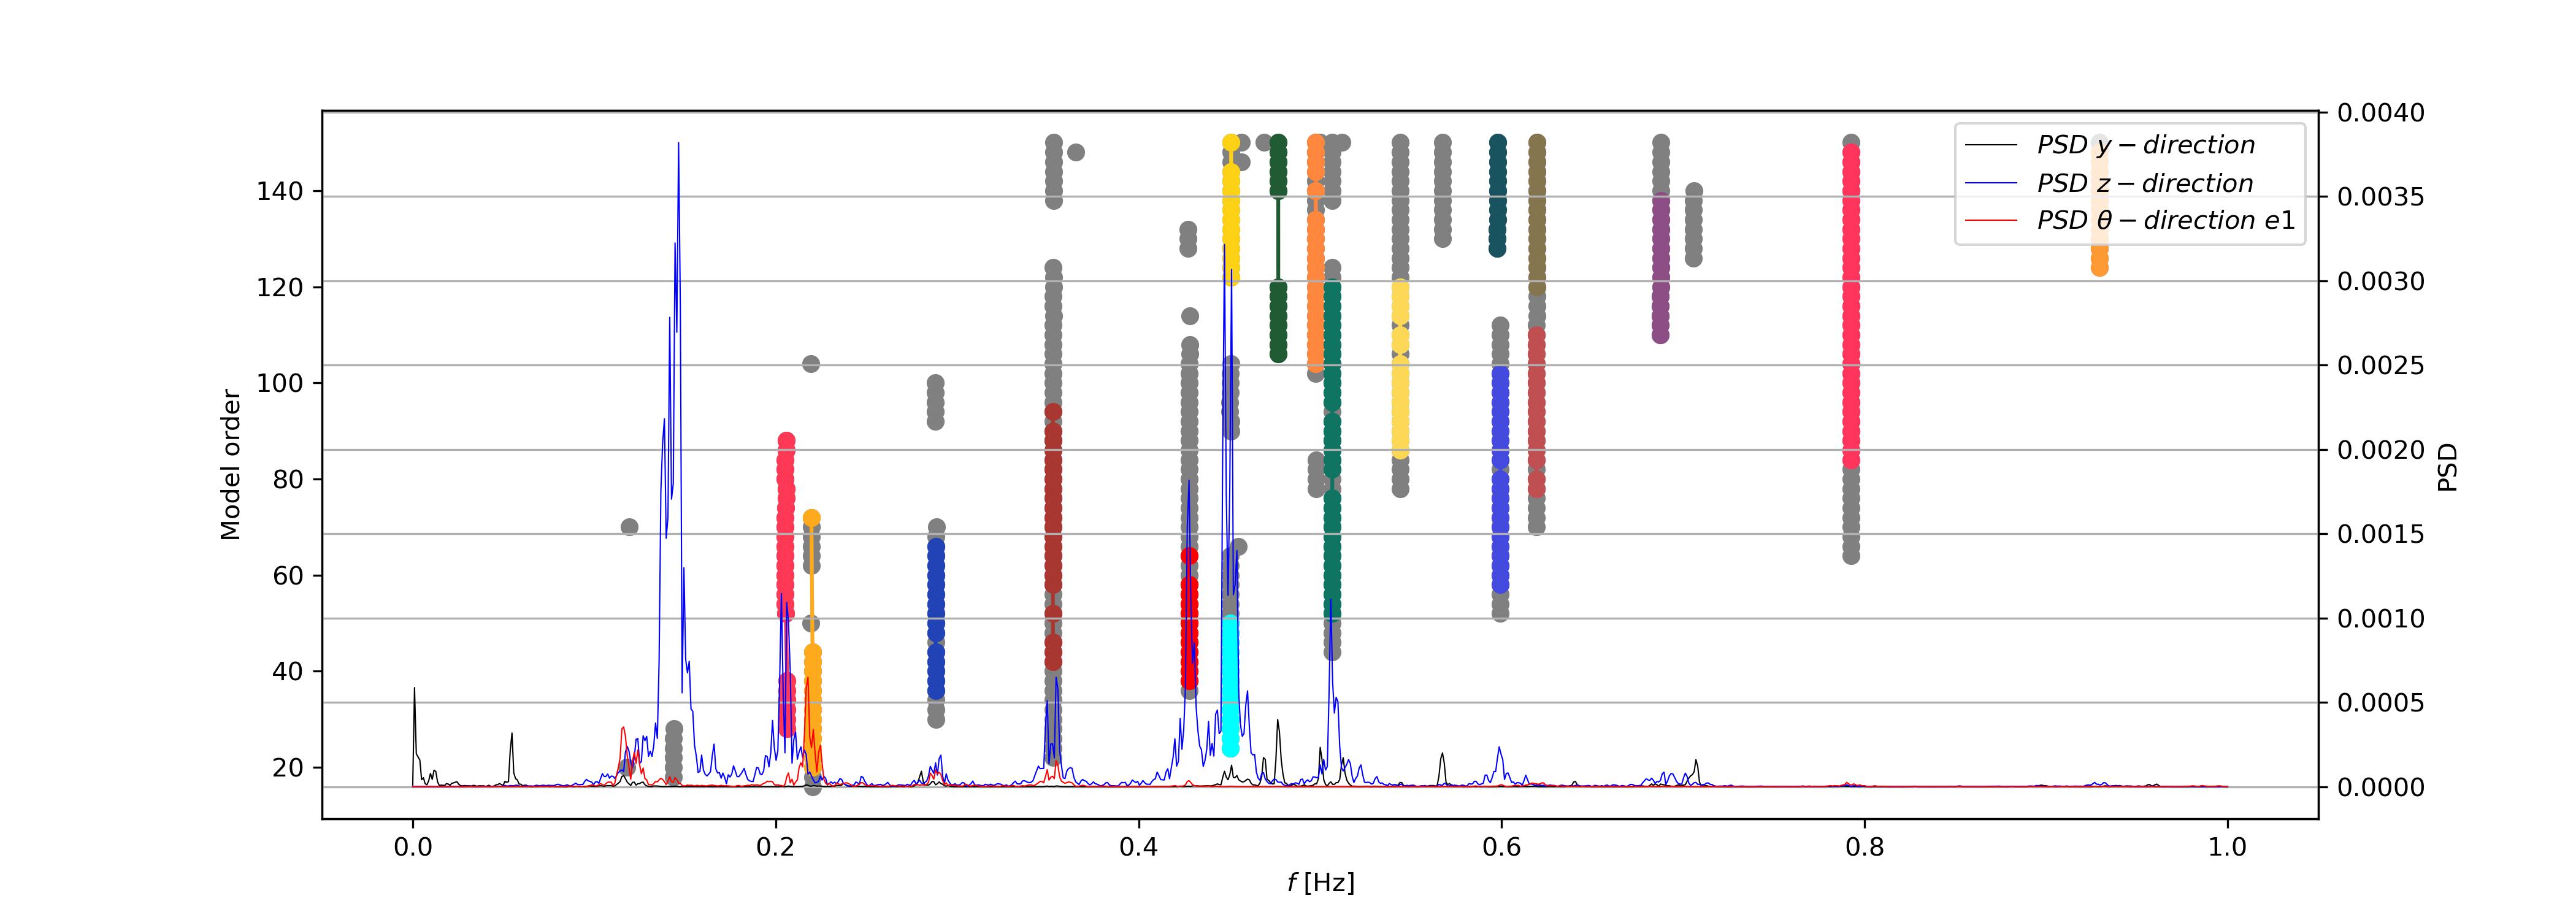 0.0040
0.0035
0.0030
0.0025
0.0020
0.0015
0.0010
0.0005
0.0000
PSD
140
120
100
80
60
40
20
Model order
PSD y − direction
PSD z − direction
PSD θ − direction e1
0.0 0.2 0.4 0.6 0.8 1.0
f [Hz]